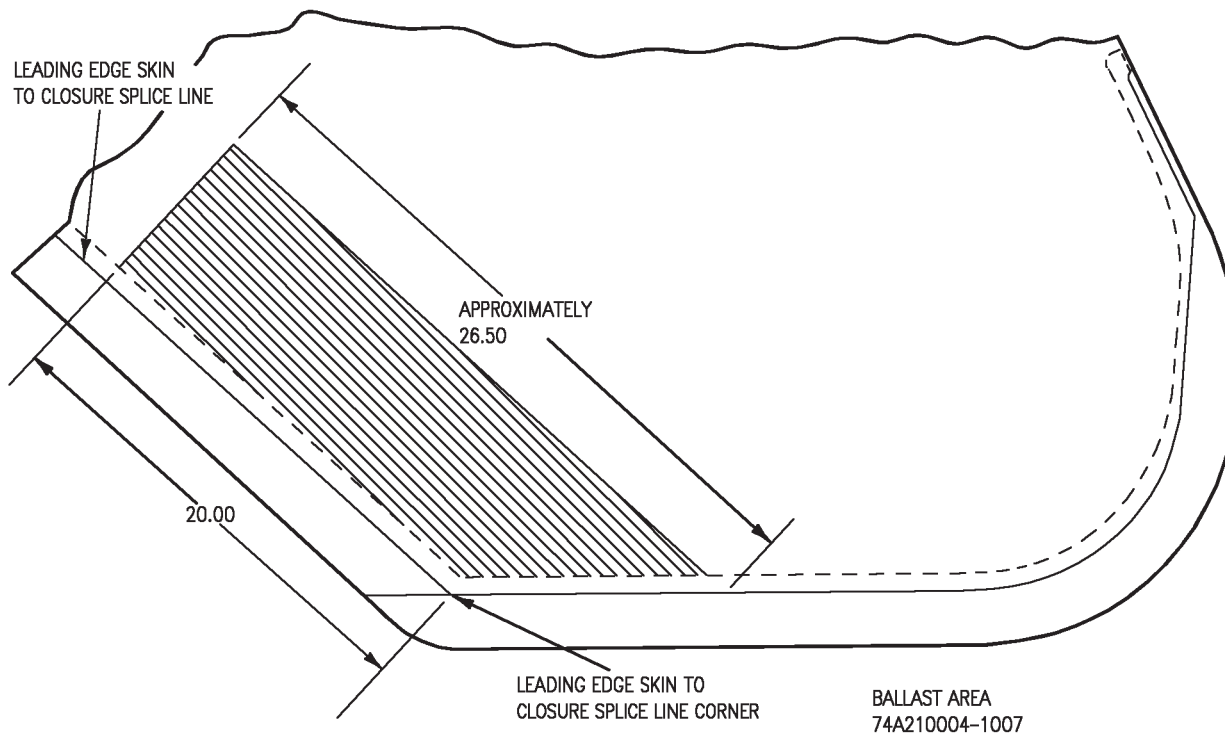 LEADING EDGE SKIN
TO CLOSURE SPLICE LINE
APPROXIMATELY
26.50
20.00
LEADING EDGE SKIN TO
CLOSURE SPLICE LINE CORNER
BALLAST AREA
74A210004-1007